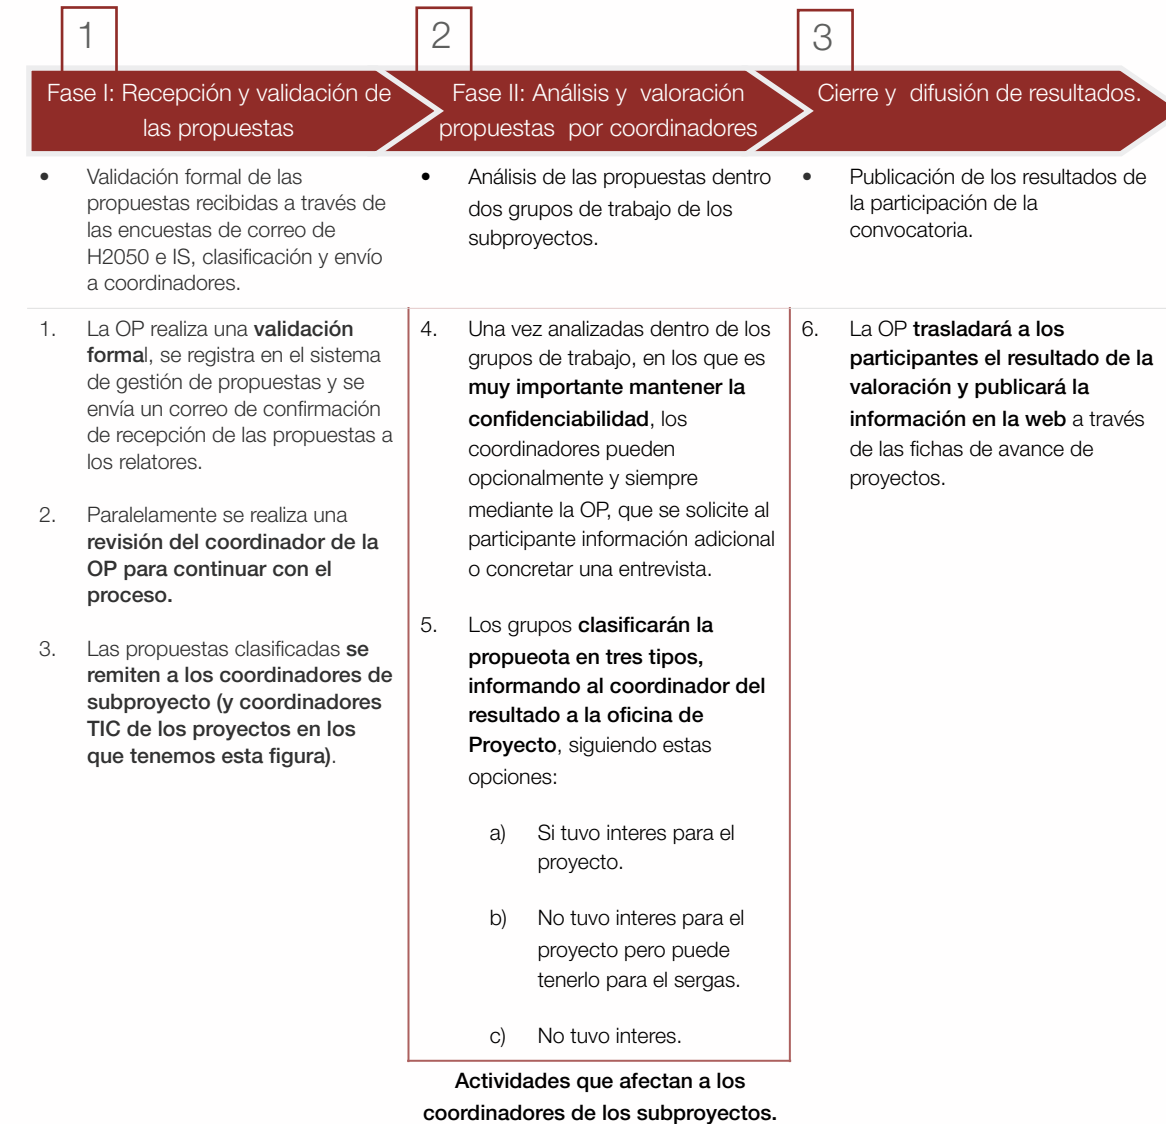 1
2
3
Fase I: Recepción y validación de
las propuestas
Fase II: Análisis y valoración
propuestas por coordinadores
Cierre y difusión de resultados.
• Validación formal de las
propuestas recibidas a través de
las encuestas de correo de
H2050 e IS, clasificación y envío
a coordinadores.
• Análisis de las propuestas dentro
dos grupos de trabajo de los
subproyectos.
• Publicación de los resultados de
la participación de la
convocatoria.
1. La OP realiza una validación
formal, se registra en el sistema
de gestión de propuestas y se
envía un correo de confirmación
de recepción de las propuestas a
los relatores.
2. Paralelamente se realiza una
revisión del coordinador de la
OP para continuar con el
proceso.
3. Las propuestas clasificadas se
remiten a los coordinadores de
subproyecto (y coordinadores
TIC de los proyectos en los
que tenemos esta figura).
4. Una vez analizadas dentro de los
grupos de trabajo, en los que es
muy importante mantener la
confidenciabilidad, los
coordinadores pueden
opcionalmente y siempre
mediante la OP, que se solicite al
participante información adicional
o concretar una entrevista.
5. Los grupos clasificarán la
propueota en tres tipos,
informando al coordinador del
resultado a la oficina de
Proyecto, siguiendo estas
opciones:
a) Si tuvo interes para el
proyecto.
b) No tuvo interes para el
proyecto pero puede
tenerlo para el sergas.
c) No tuvo interes.
6. La OP trasladará a los
participantes el resultado de la
valoración y publicará la
información en la web a través
de las fichas de avance de
proyectos.
Actividades que afectan a los
coordinadores de los subproyectos.